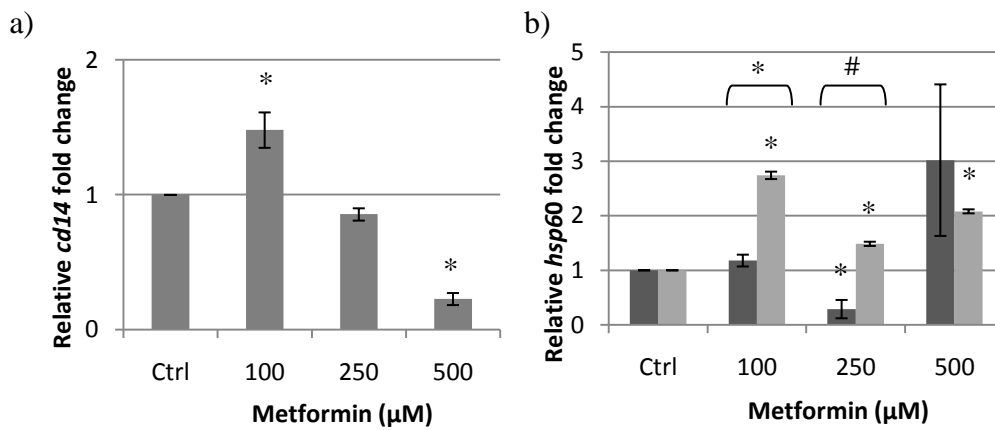 a)
Relative cd14 fold change
2
1
0
*
*
Ctrl 100 250 500
Metformin (µM)
b)
Relative hsp60 fold change
5
4
3
2
1
0
* #
*
*
*
*
Ctrl 100 250 500
Metformin (µM)